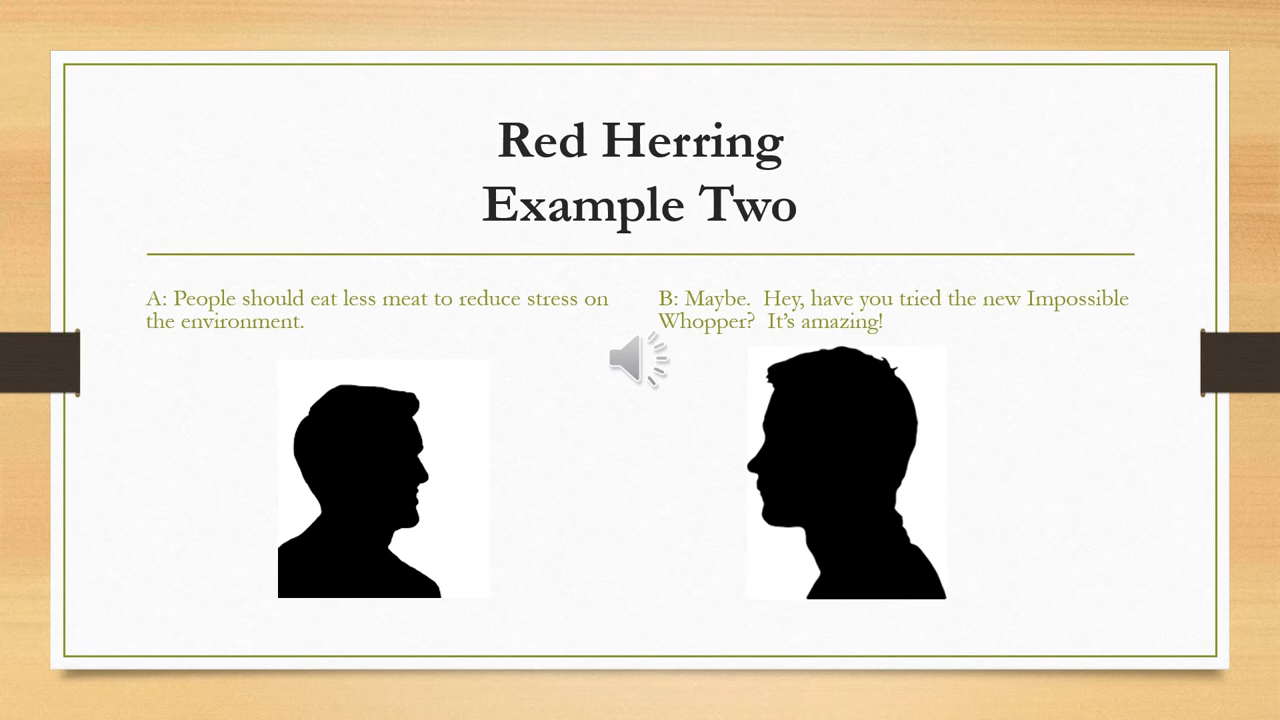 Red Herring
Example Two
A: People should eat less meat to reduce stress on
the environment.
B: Maybe.  Hey, have you tried the new Impossible
Whopper?  It’s amazing!